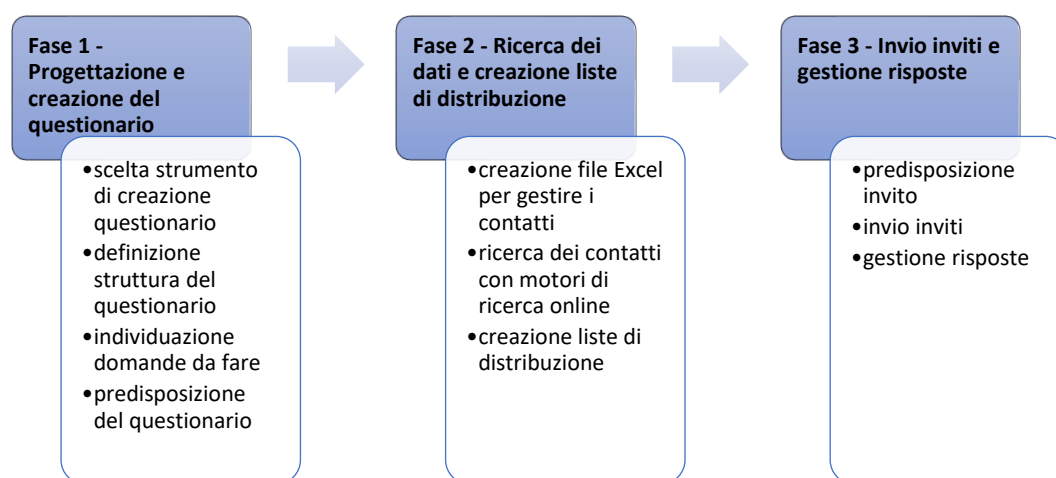 Fase 1 -
Progettazione e
creazione del
questionario
•scelta strumento
di creazione
questionario
•definizione
struttura del
questionario
•individuazione
domande da fare
•predisposizione
del questionario
Fase 2 - Ricerca dei
dati e creazione liste
di distribuzione
•creazione file Excel
per gestire i
contatti
•ricerca dei contatti
con motori di
ricerca online
•creazione liste di
distribuzione
Fase 3 - Invio inviti e
gestione risposte
•predisposizione
invito
•invio inviti
•gestione risposte